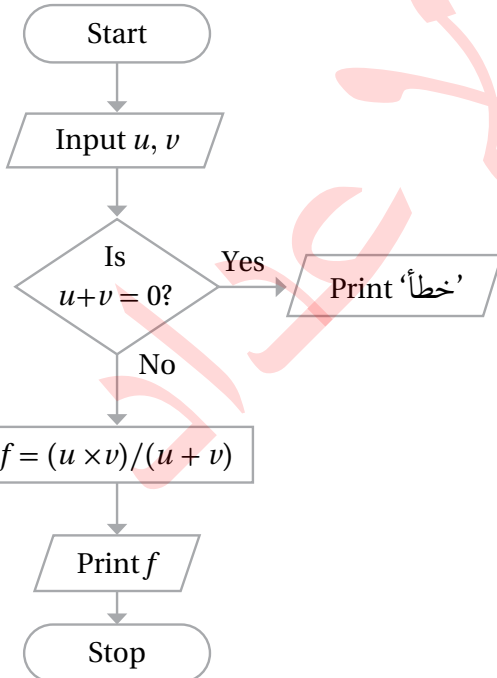 Start
Input u, v
Is
u+v = 0?
Yes
Print ‘خطأ’
No
f = (u ×v)/(u + v)
Print f
Stop